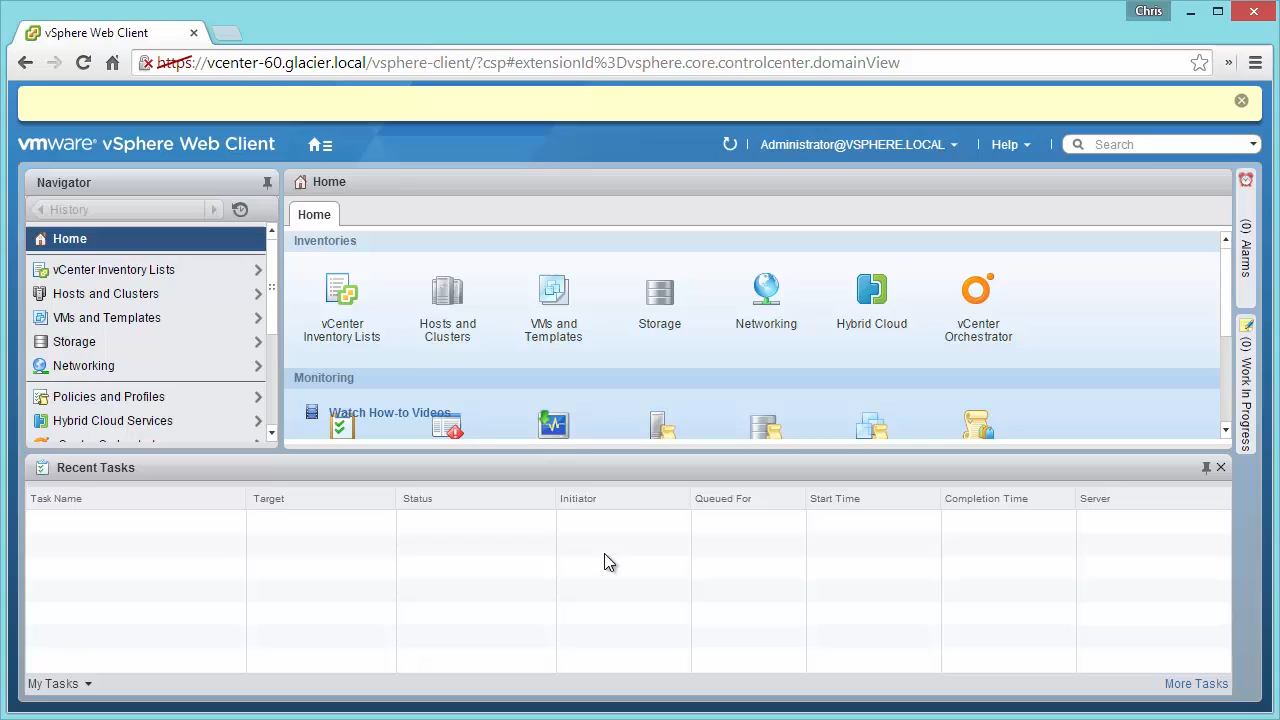 Chris
vSphere Web Client
https://vcenter-60.glacier.local/vsphere-client/?csp#extensionId%3Dvsphere.core.controlcenter.domainView
vmware® vSphere Web Client
Administrator@VSPHERE.LOCAL
Help
Search
Navigator
History
Home
vCenter Inventory Lists
Hosts and Clusters
VMs and Templates
Storage
Networking
Policies and Profiles
Hybrid Cloud Services
Home
Home
Inventories
vCenter
Inventory Lists
Hosts and
Clusters
VMs and
Templates
Storage
Networking
Hybrid Cloud
vCenter
Orchestrator
Monitoring
Watch How-to Videos
(0) Alarms
(0) Work In Progress
Recent Tasks
Task Name
Target
Status
Initiator
Queued For
Start Time
Completion Time
Server
My Tasks
More Tasks